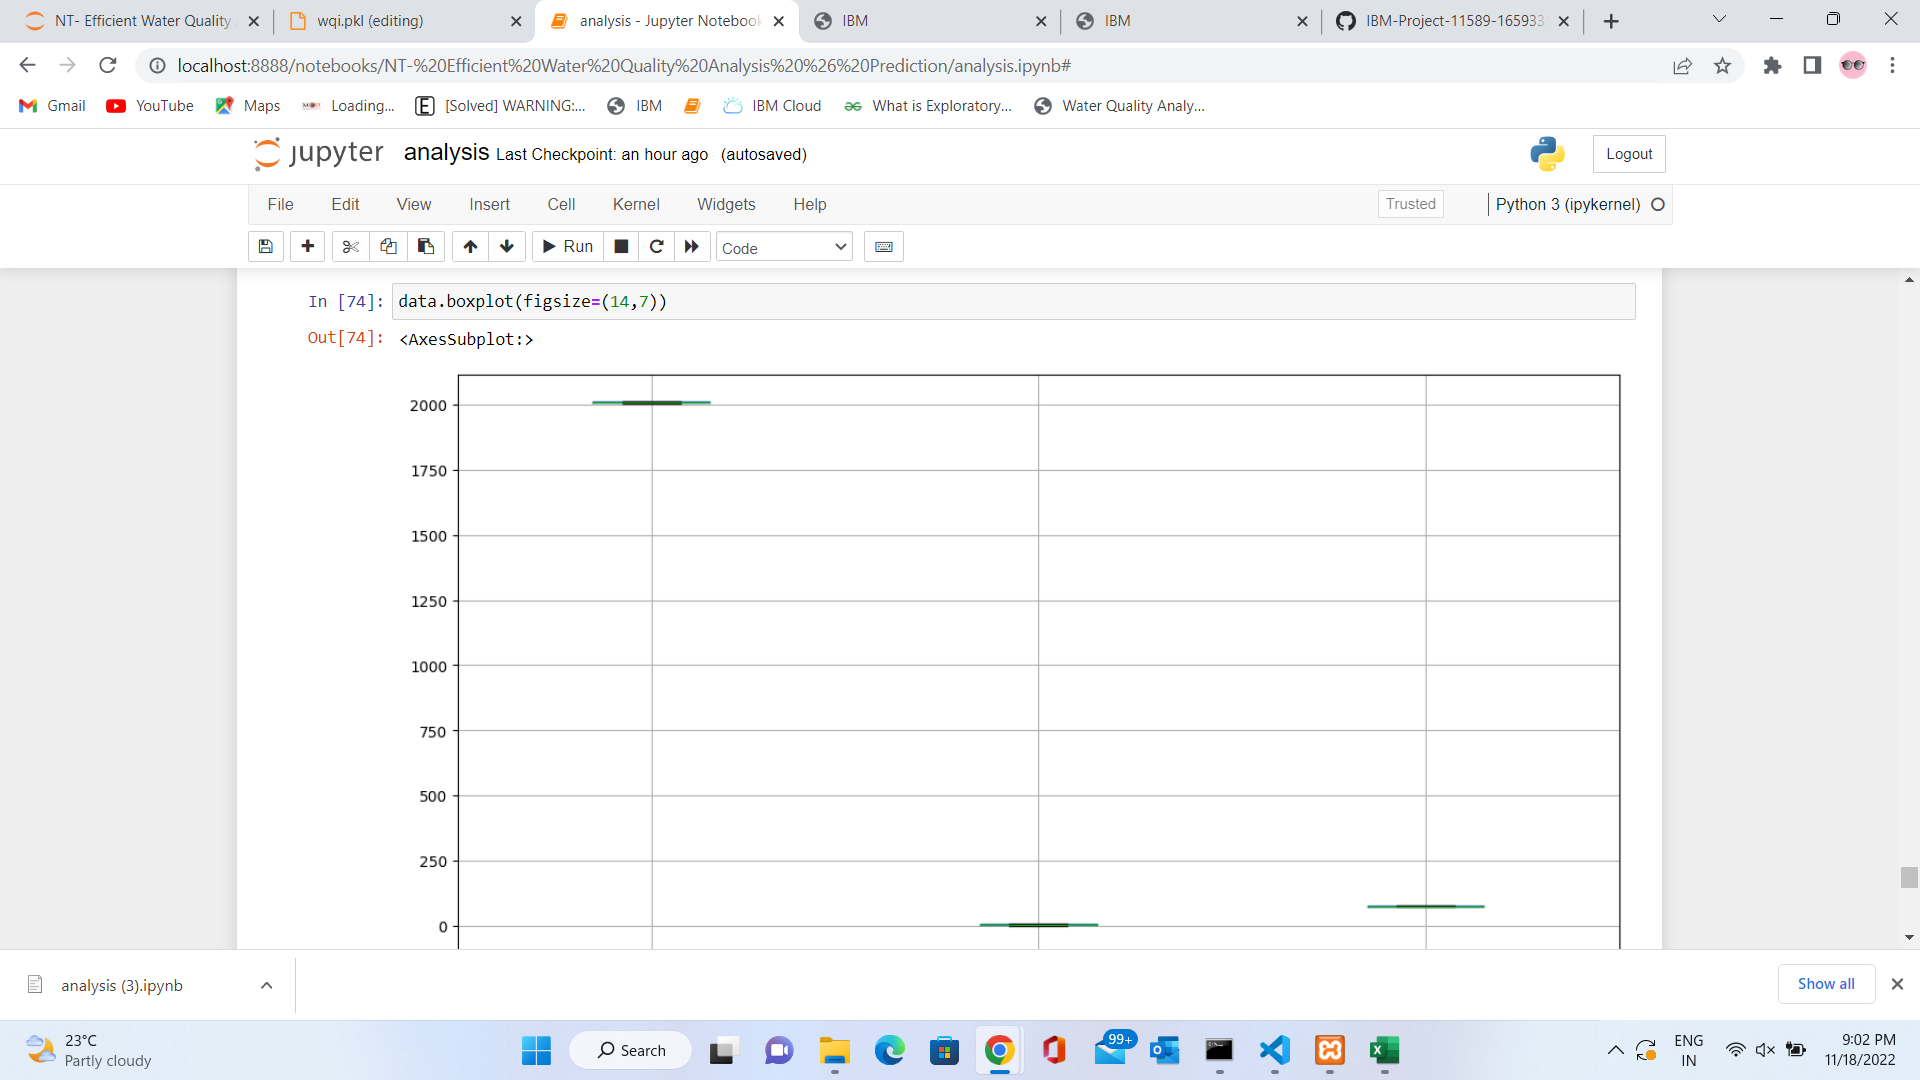 NT- Efficient Water Quality
wqi.pkl (editing)
analysis - Jupyter Notebook
IBM
IBM
IBM-Project-11589-165933
localhost:8888/notebooks/NT-%20Efficient%20Water%20Quality%20Analysis%20%26%20Prediction/analysis.ipynb#
Gmail
YouTube
Maps
Loading...
[Solved] WARNING:...
IBM
IBM Cloud
What is Exploratory...
Water Quality Analy...
jupyter
analysis Last Checkpoint: an hour ago (autosaved)
Logout
File Edit View Insert Cell Kernel Widgets Help
Trusted
Python 3 (ipykernel)
Run
Code
In [74]: data.boxplot(figsize=(14,7))
Out[74]: <AxesSubplot:>
2000
1750
1500
1250
1000
750
500
250
0
analysis (3).ipynb
Show all
23°C
Partly cloudy
Search
99+
ENG
IN
9:02 PM
11/18/2022